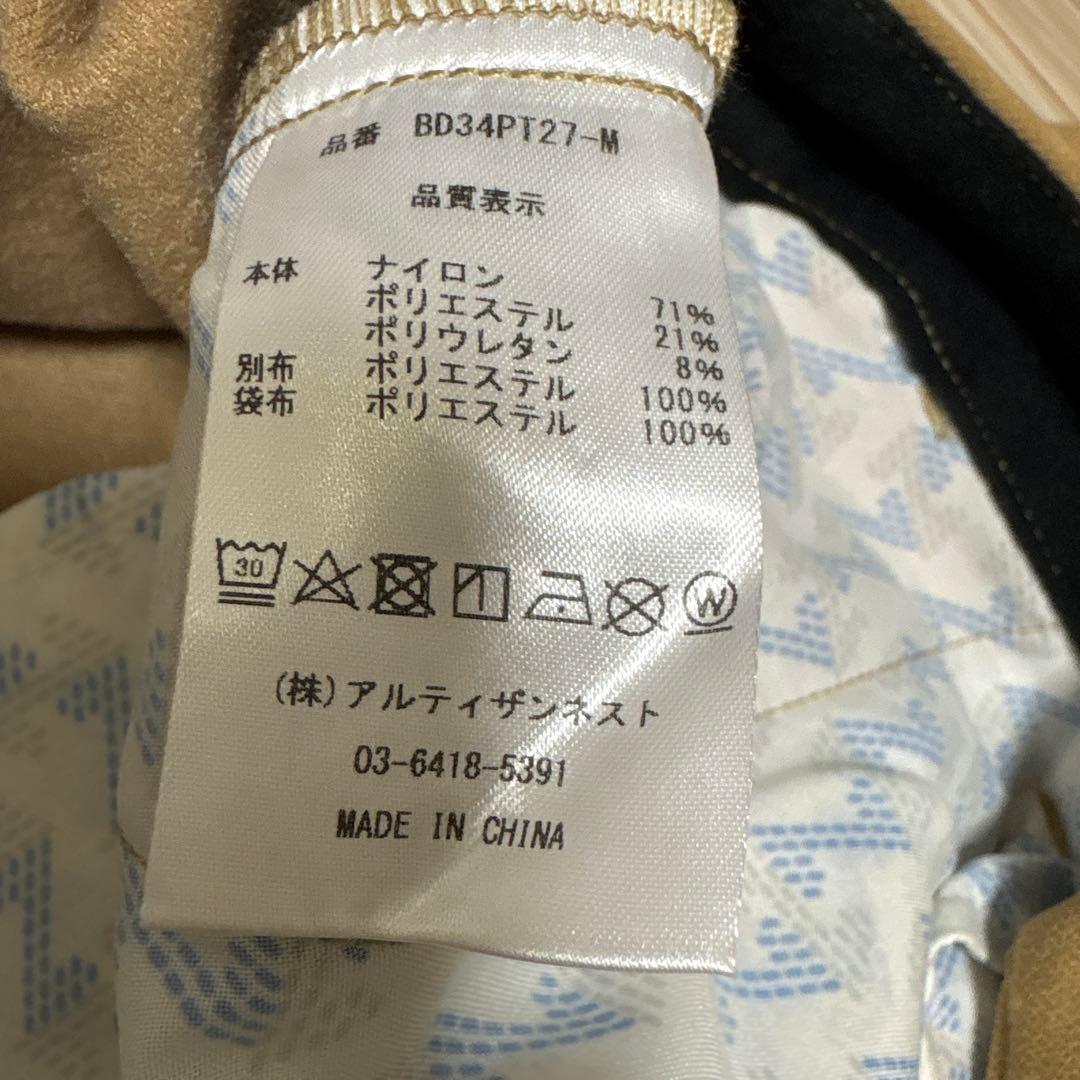 品番 BD34PT27-M
品質表示
本体 ナイロン 71%
ポリエステル 21%
ポリウレタン 8%
別布 ポリエステル 100%
袋布 ポリエステル 100%
30
W
(株)アルティザンネスト
03-6418-5391
MADE IN CHINA